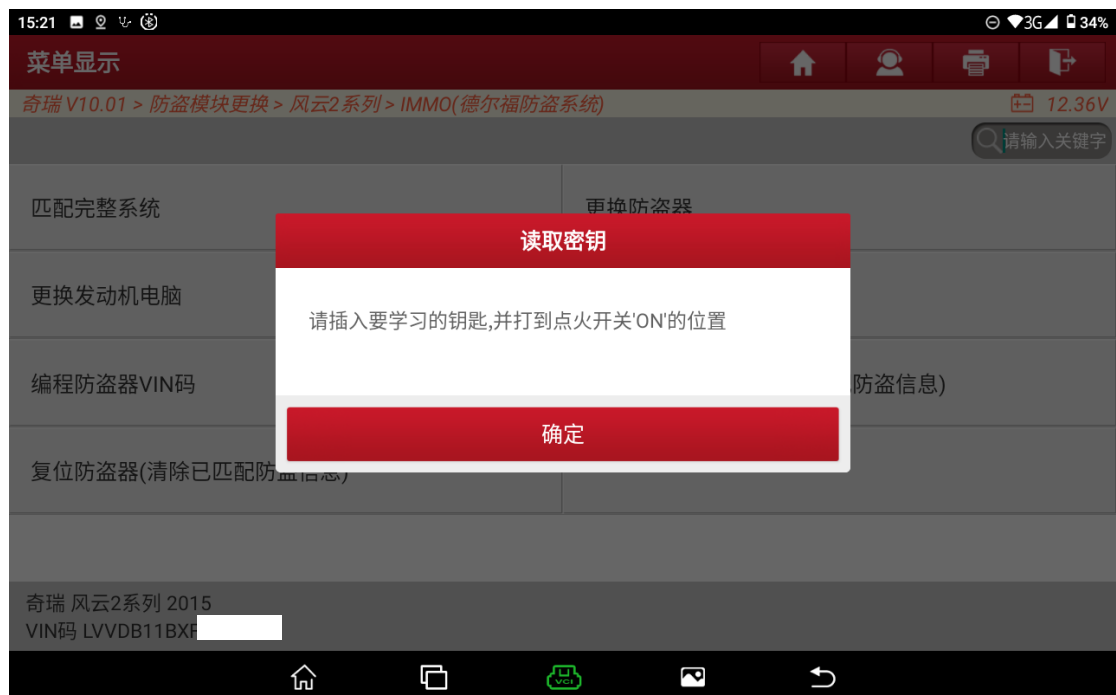 15:21
3G 34%
菜单显示
奇瑞 V10.01 > 防盗模块更换 > 风云2系列 > IMMO(德尔福防盗系统)
12.36V
请输入关键字
匹配完整系统
更换防盗器
读取密钥
更换发动机电脑
请插入要学习的钥匙,并打到点火开关'ON'的位置
编程防盗器VIN码
防盗信息)
确定
复位防盗器(清除已匹配防盗信息)
奇瑞 风云2系列 2015
VIN码 LVVDB11BXF
VCI